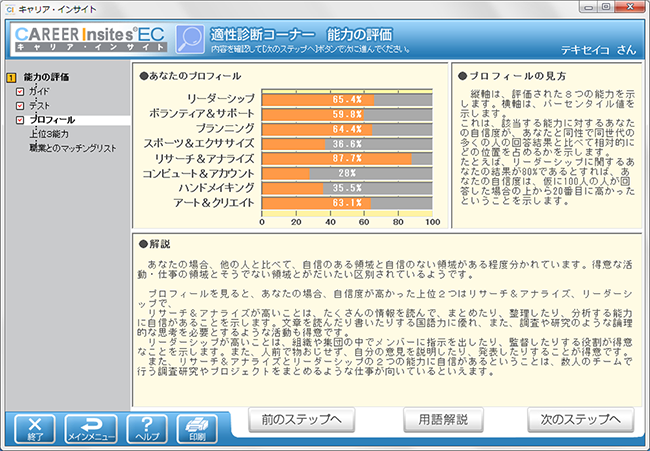 キャリア・インサイト
CAREER Insites EC
キャリア・インサイト
適性診断コーナー 能力の評価
内容を確認して[次のステップへ]ボタンで次に進んでください。
テキセイコ さん
1 能力の評価
ガイド
テスト
プロフィール
上位3能力
職業とのマッチングリスト
●あなたのプロフィール
リーダーシップ 65.4%
ボランティア&サポート 59.8%
プランニング 64.4%
スポーツ&エクササイズ 36.6%
リサーチ&アナライズ 87.7%
コンピュート&アカウント 28%
ハンドメイキング 35.5%
アート&クリエイト 63.1%
0 20 40 60 80 100
●プロフィールの見方
縦軸は、評価された8つの能力を示
します。横軸は、パーセンタイル値を
示します。
これは、該当する能力に対するあなた
の自信度が、あなたと同性で同世代の
多くの人の回答結果と比べて相対的に
どの位置を占めるかを示します。
たとえば、リーダーシップに関するあ
なたの結果が80%であるとすれば、あ
なたの自信度は、仮に100人の人が回
答した場合の上から20番目に高かった
ということを示します。
●解説
あなたの場合、他の人と比べて、自信のある領域と自信のない領域がある程度分かれています。得意な活
動・仕事の領域とそうでない領域とがだいたい区別されているようです。
プロフィールを見ると、あなたの場合、自信度が高かった上位2つはリサーチ&アナライズ、リーダーシッ
プで、
リサーチ&アナライズが高いことは、たくさんの情報を読んで、まとめたり、整理したり、分析する能力
に自信があることを示します。文章を読んだり書いたりする国語力に優れ、また、調査や研究のような論理
的な思考を必要とするような活動も得意です。
リーダーシップが高いことは、組織や集団の中でメンバーに指示を出したり、監督したりする役割が得意
なことを示します。また、人前で物おじせず、自分の意見を説明したり、発表したりすることが得意です。
また、リサーチ&アナライズとリーダーシップの2つの能力に自信があるということは、数人のチームで
行う調査研究やプロジェクトをまとめるような仕事が向いているといえます。
終了
メインメニュー
ヘルプ
印刷
前のステップへ
用語解説
次のステップへ